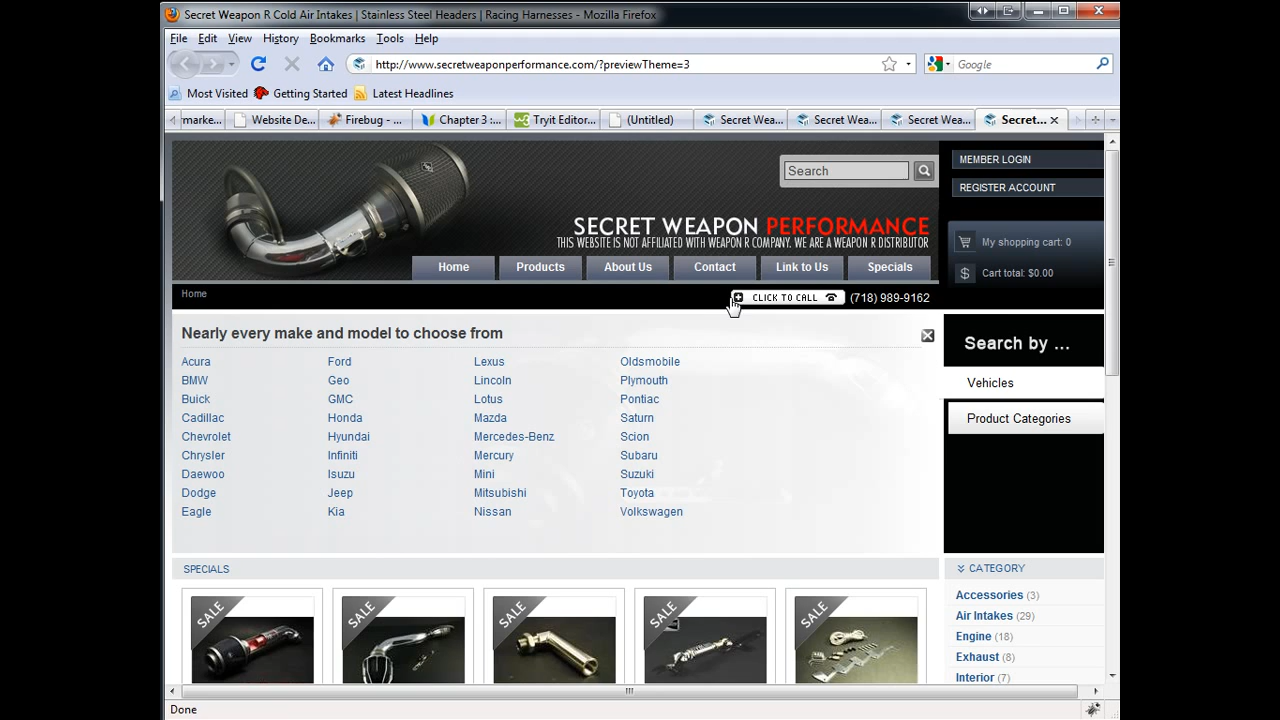 Secret Weapon R Cold Air Intakes | Stainless Steel Headers | Racing Harnesses - Mozilla Firefox
File Edit View History Bookmarks Tools Help
http://www.secretweaponperformance.com/?previewTheme=3
Google
Most Visited Getting Started Latest Headlines
rmarke... Website De... Firebug - ... Chapter 3 :... Tryit Editor... (Untitled) Secret Wea... Secret Wea... Secret Wea... Secret...
Search
MEMBER LOGIN
REGISTER ACCOUNT
SECRET WEAPON PERFORMANCE
THIS WEBSITE IS NOT AFFILIATED WITH WEAPON R COMPANY. WE ARE A WEAPON R DISTRIBUTOR
My shopping cart: 0
$ Cart total: $0.00
Home Products About Us Contact Link to Us Specials
Home
CLICK TO CALL (718) 989-9162
Nearly every make and model to choose from
Acura Ford Lexus Oldsmobile
BMW Geo Lincoln Plymouth
Buick GMC Lotus Pontiac
Cadillac Honda Mazda Saturn
Chevrolet Hyundai Mercedes-Benz Scion
Chrysler Infiniti Mercury Subaru
Daewoo Isuzu Mini Suzuki
Dodge Jeep Mitsubishi Toyota
Eagle Kia Nissan Volkswagen
Search by ...
Vehicles
Product Categories
SPECIALS
SALE SALE SALE SALE SALE
CATEGORY
Accessories (3)
Air Intakes (29)
Engine (18)
Exhaust (8)
Interior (7)
Done